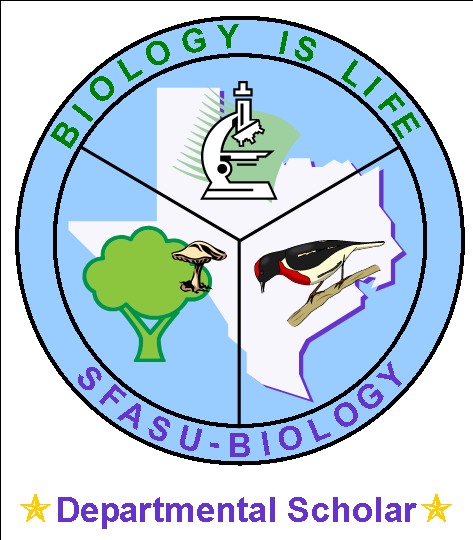 BIOLOGY IS LIFE
SFASU-BIOLOGY
Departmental Scholar